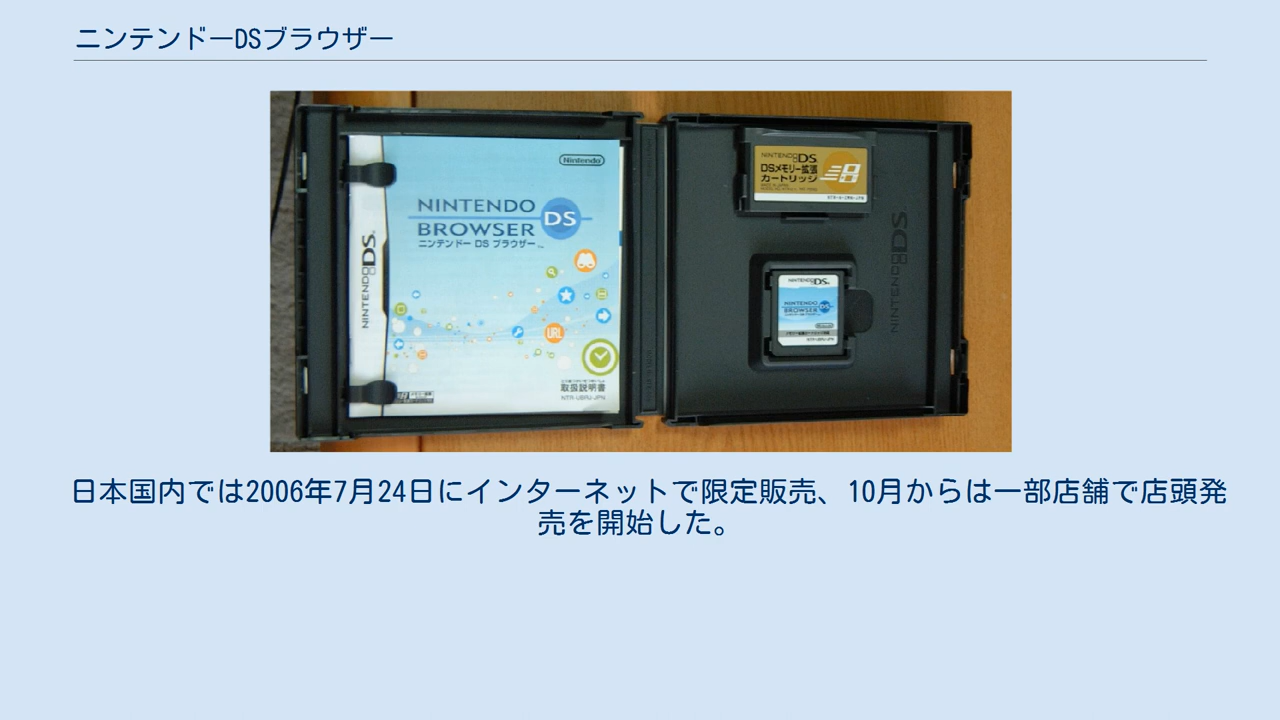 ニンテンドーDSブラウザー
Nintendo
NINTENDO
BROWSER
DS
ニンテンドー DS ブラウザー
NINTENDO DS
URL
取扱説明書
NTR-UBRJ-JPN
NINTENDO DS
DSメモリー拡張
カートリッジ
NINTENDO DS
NINTENDO
BROWSER
DS
NINTENDO DS
日本国内では2006年7月24日にインターネットで限定販売、10月からは一部店舗で店頭発
売を開始した。